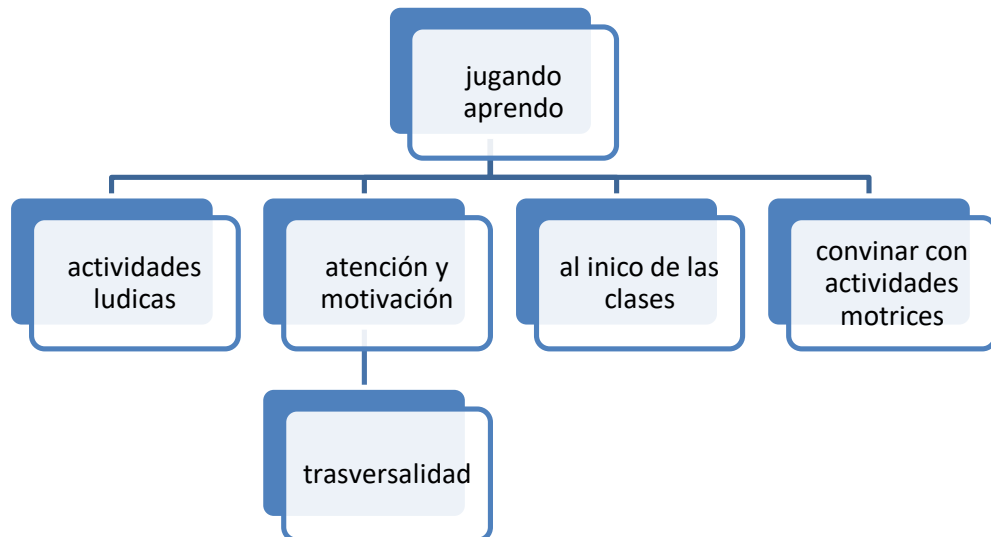 jugando
aprendo
actividades
ludicas
atención y
motivación
al inico de las
clases
convinar con
actividades
motrices
trasversalidad